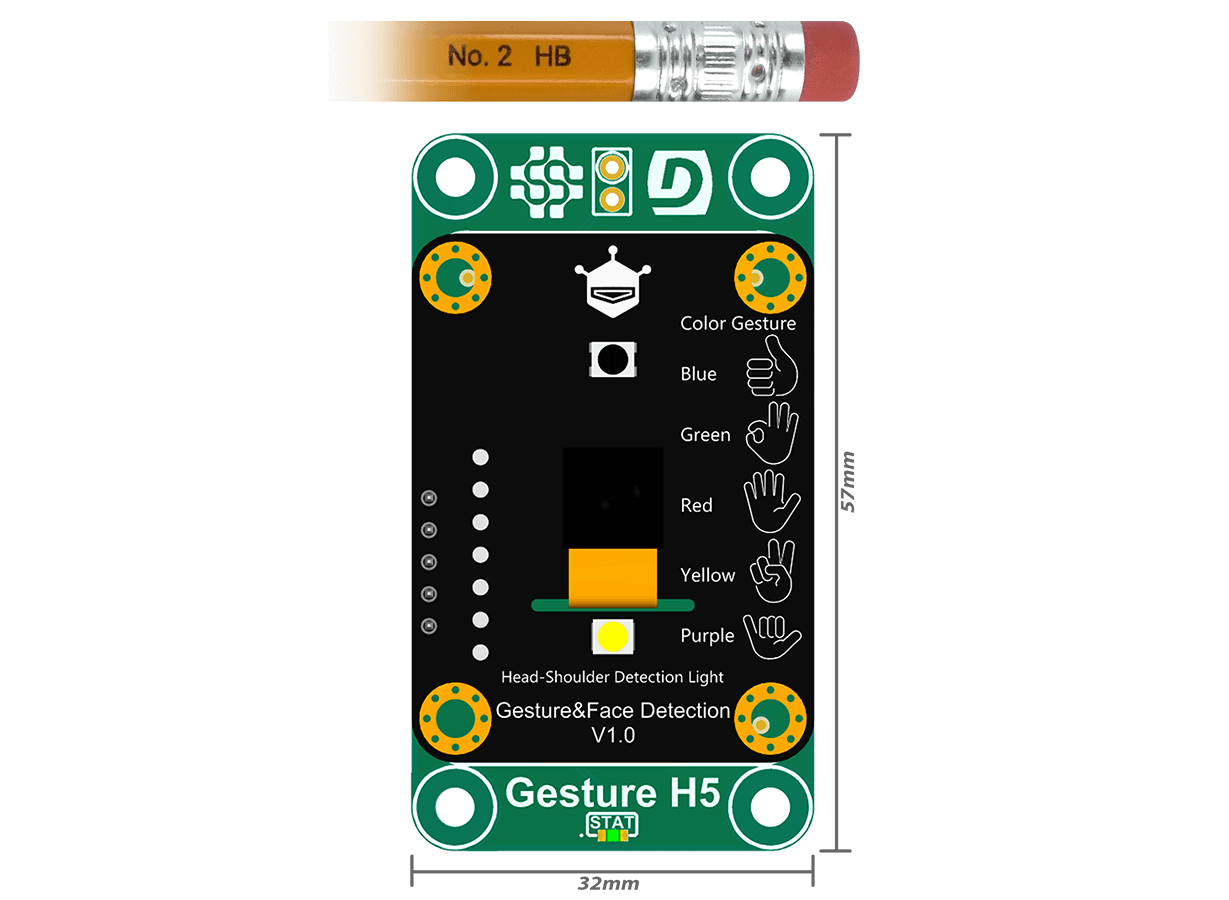 No. 2 HB
Color Gesture
Blue
Green
Red
Yellow
Purple
Head-Shoulder Detection Light
Gesture&Face Detection
V1.0
Gesture H5
STAT
57mm
32mm